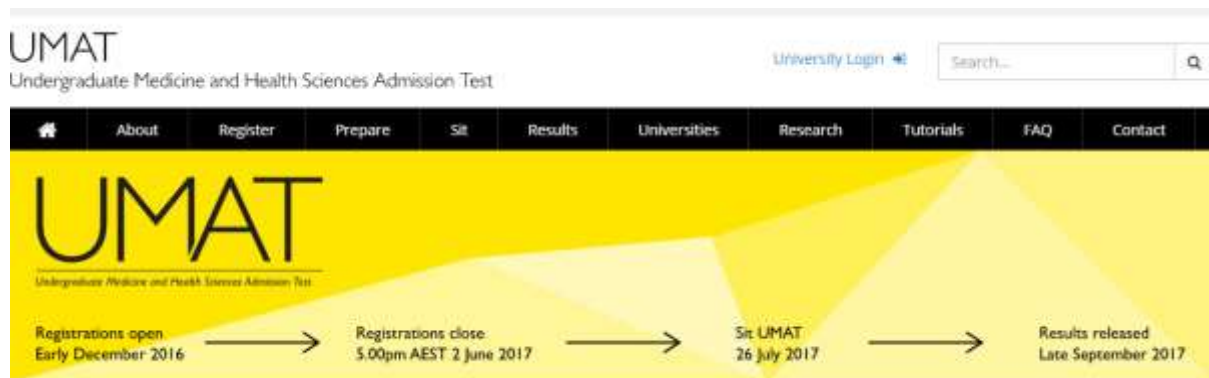 UMAT
Undergraduate Medicine and Health Sciences Admission Test
University Login
Search...
About Register Prepare Sit Results Universities Research Tutorials FAQ Contact
UMAT
Undergraduate Medicine and Health Sciences Admission Test
Registrations open
Early December 2016
Registrations close
5.00pm AEST 2 June 2017
Sit UMAT
26 July 2017
Results released
Late September 2017